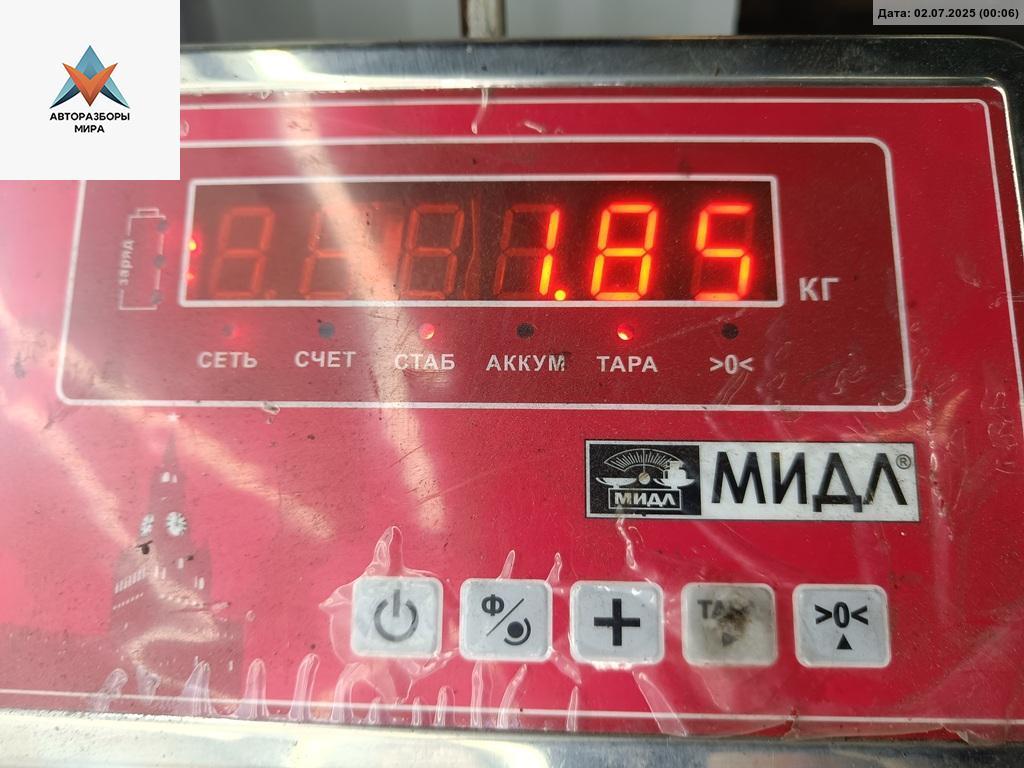 Дата: 02.07.2025 (00:06)
АВТОРАЗБОРЫ
МИРА
заряд
1.85
КГ
СЕТЬ СЧЕТ СТАБ АККУМ ТАРА >0<
МИДЛ МИДЛ®
Ф
+
>0<